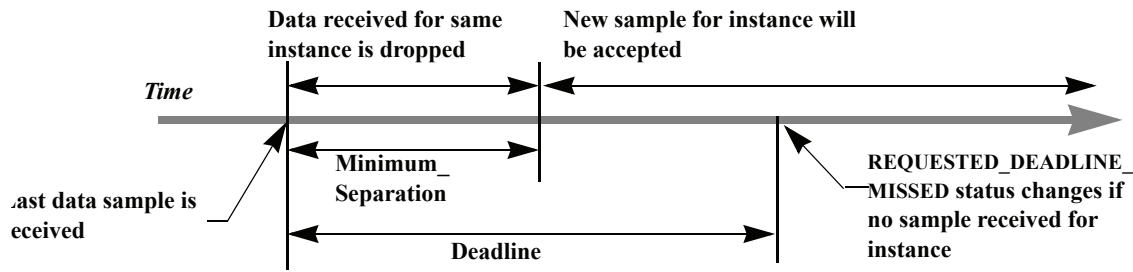 Data received for same
instance is dropped
New sample for instance will
be accepted
Time
Minimum_
Separation
REQUESTED_DEADLINE_
MISSED status changes if
no sample received for
instance
ast data sample is
eceived
Deadline